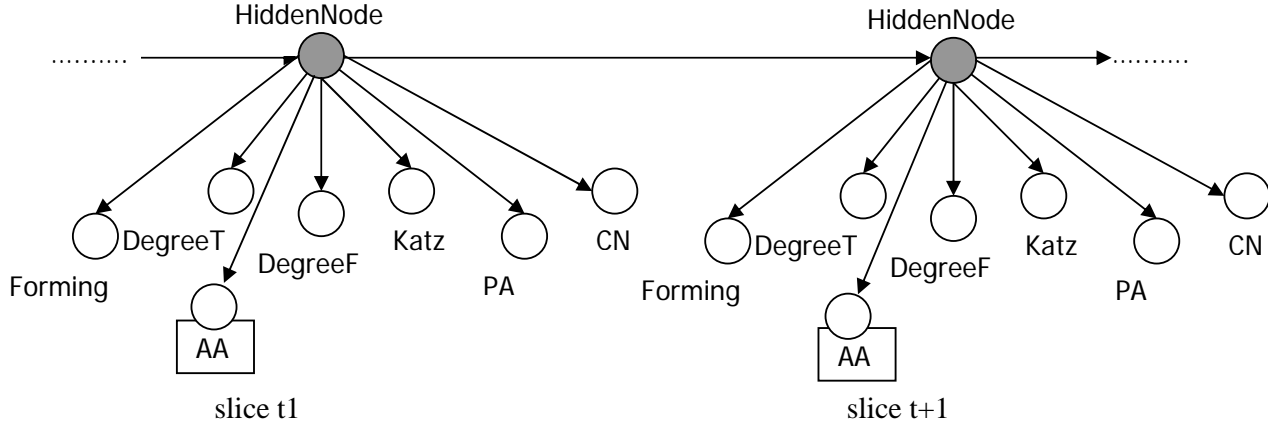 HiddenNode
HiddenNode
..........
..........
DegreeT
DegreeF
Katz
CN
Forming
PA
AA
DegreeT
DegreeF
Katz
CN
Forming
PA
AA
slice t1
slice t+1